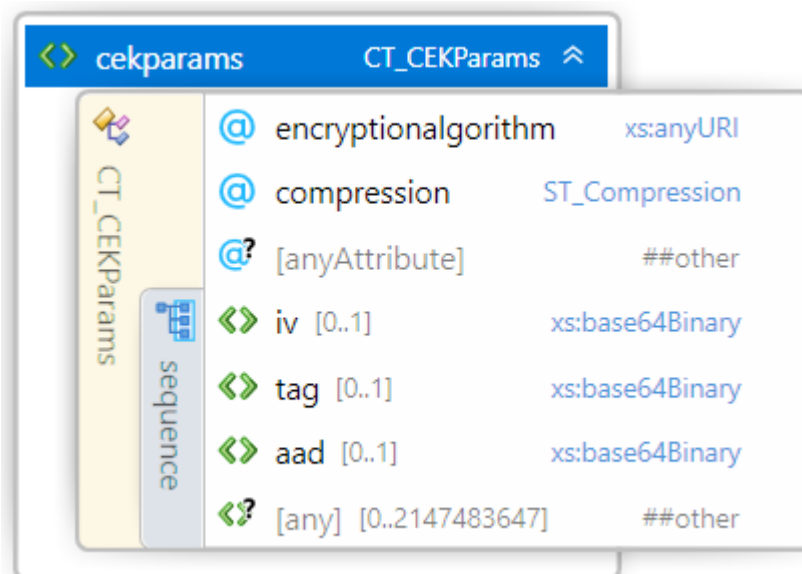 cekparams CT_CEKParams
CT_CEKParams
@ encryptionalgorithm xs:anyURI
@ compression ST_Compression
@? [anyAttribute] ##other
sequence
iv [0..1] xs:base64Binary
tag [0..1] xs:base64Binary
aad [0..1] xs:base64Binary
? [any] [0..2147483647] ##other